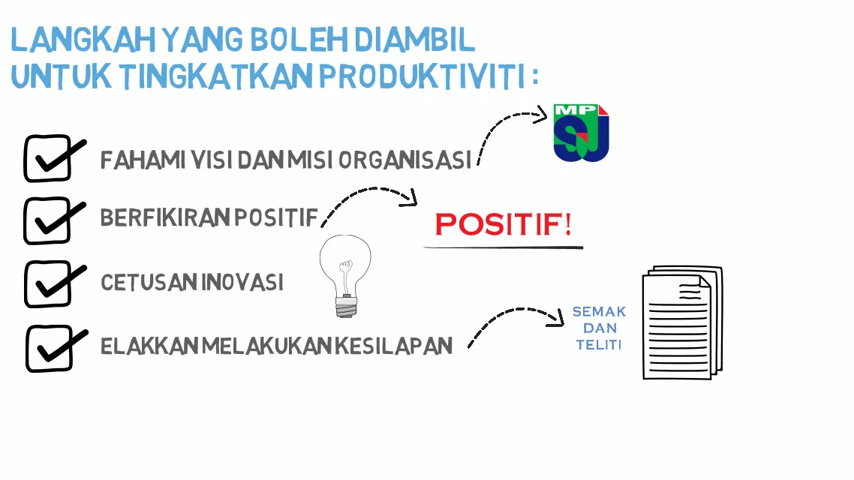 LANGKAH YANG BOLEH DIAMBIL
UNTUK TINGKATKAN PRODUKTIVITI :
MP
SJ
FAHAMI VISI DAN MISI ORGANISASI
BERFIKIRAN POSITIF
POSITIF!
CETUSAN INOVASI
ELAKKAN MELAKUKAN KESILAPAN
SEMAK
DAN
TELITI